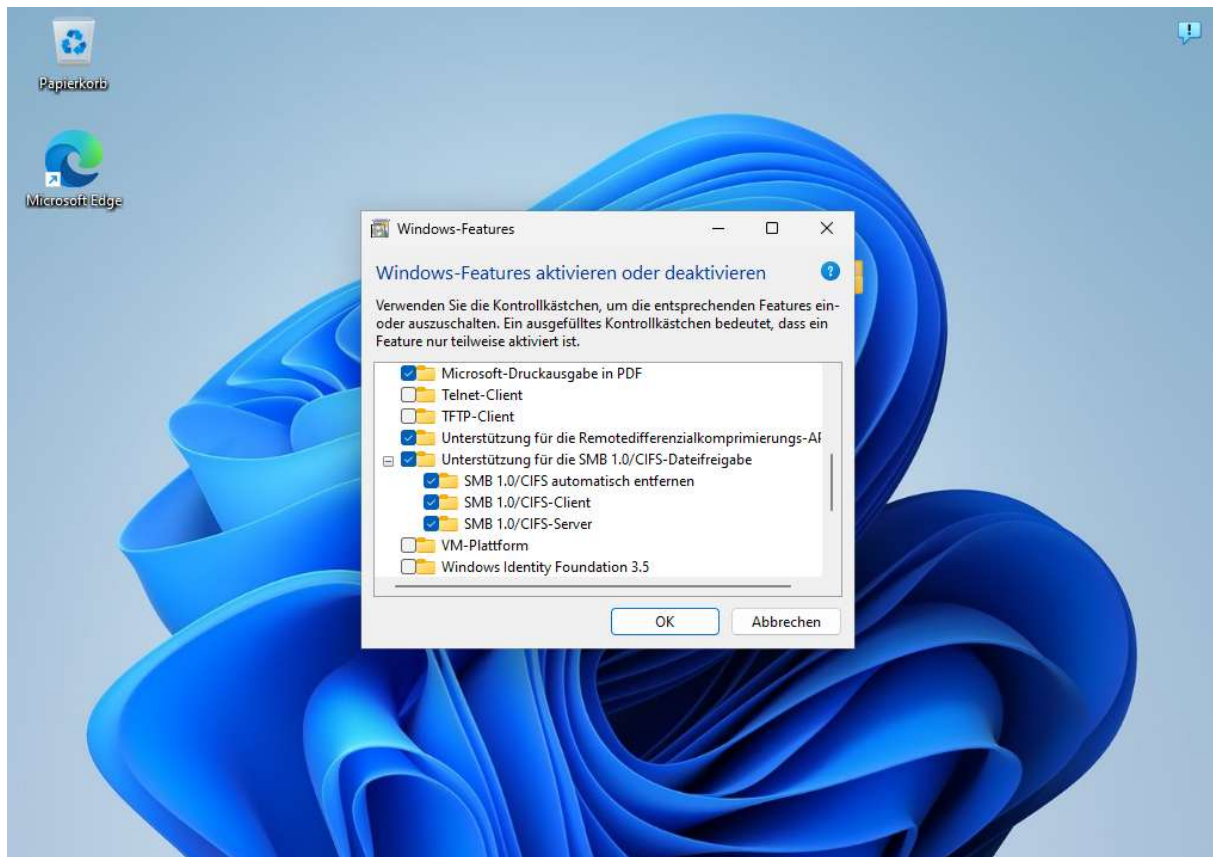 Papierkorb
Microsoft Edge
Windows-Features
Windows-Features aktivieren oder deaktivieren
Verwenden Sie die Kontrollkästchen, um die entsprechenden Features ein-
oder auszuschalten. Ein ausgefülltes Kontrollkästchen bedeutet, dass ein
Feature nur teilweise aktiviert ist.
Microsoft-Druckausgabe in PDF
Telnet-Client
TFTP-Client
Unterstützung für die Remotedifferenzialkomprimierungs-AP
Unterstützung für die SMB 1.0/CIFS-Dateifreigabe
SMB 1.0/CIFS automatisch entfernen
SMB 1.0/CIFS-Client
SMB 1.0/CIFS-Server
VM-Plattform
Windows Identity Foundation 3.5
OK
Abbrechen